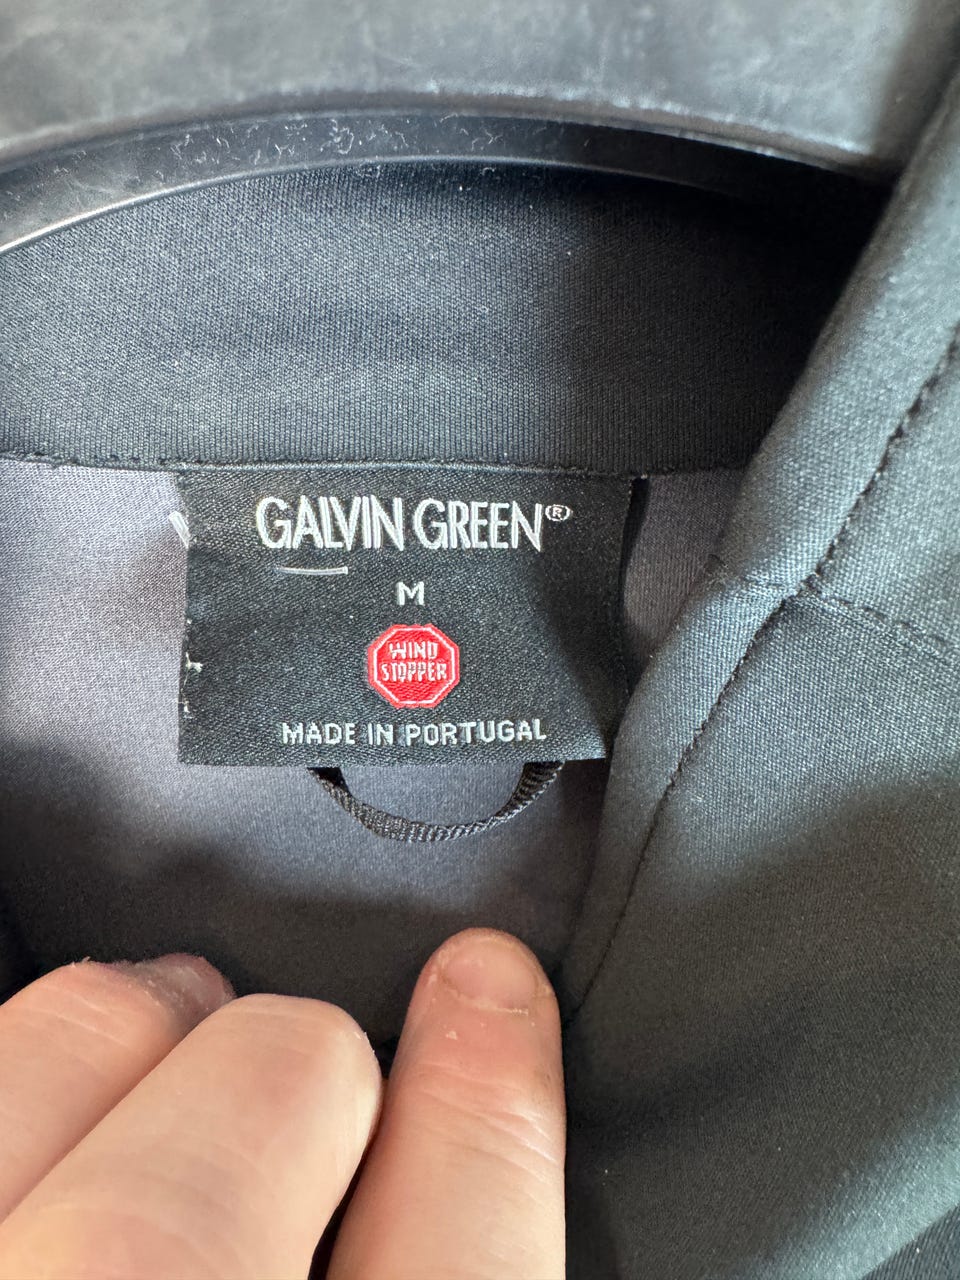 GALVIN GREEN®
M
WIND
STOPPER
MADE IN PORTUGAL